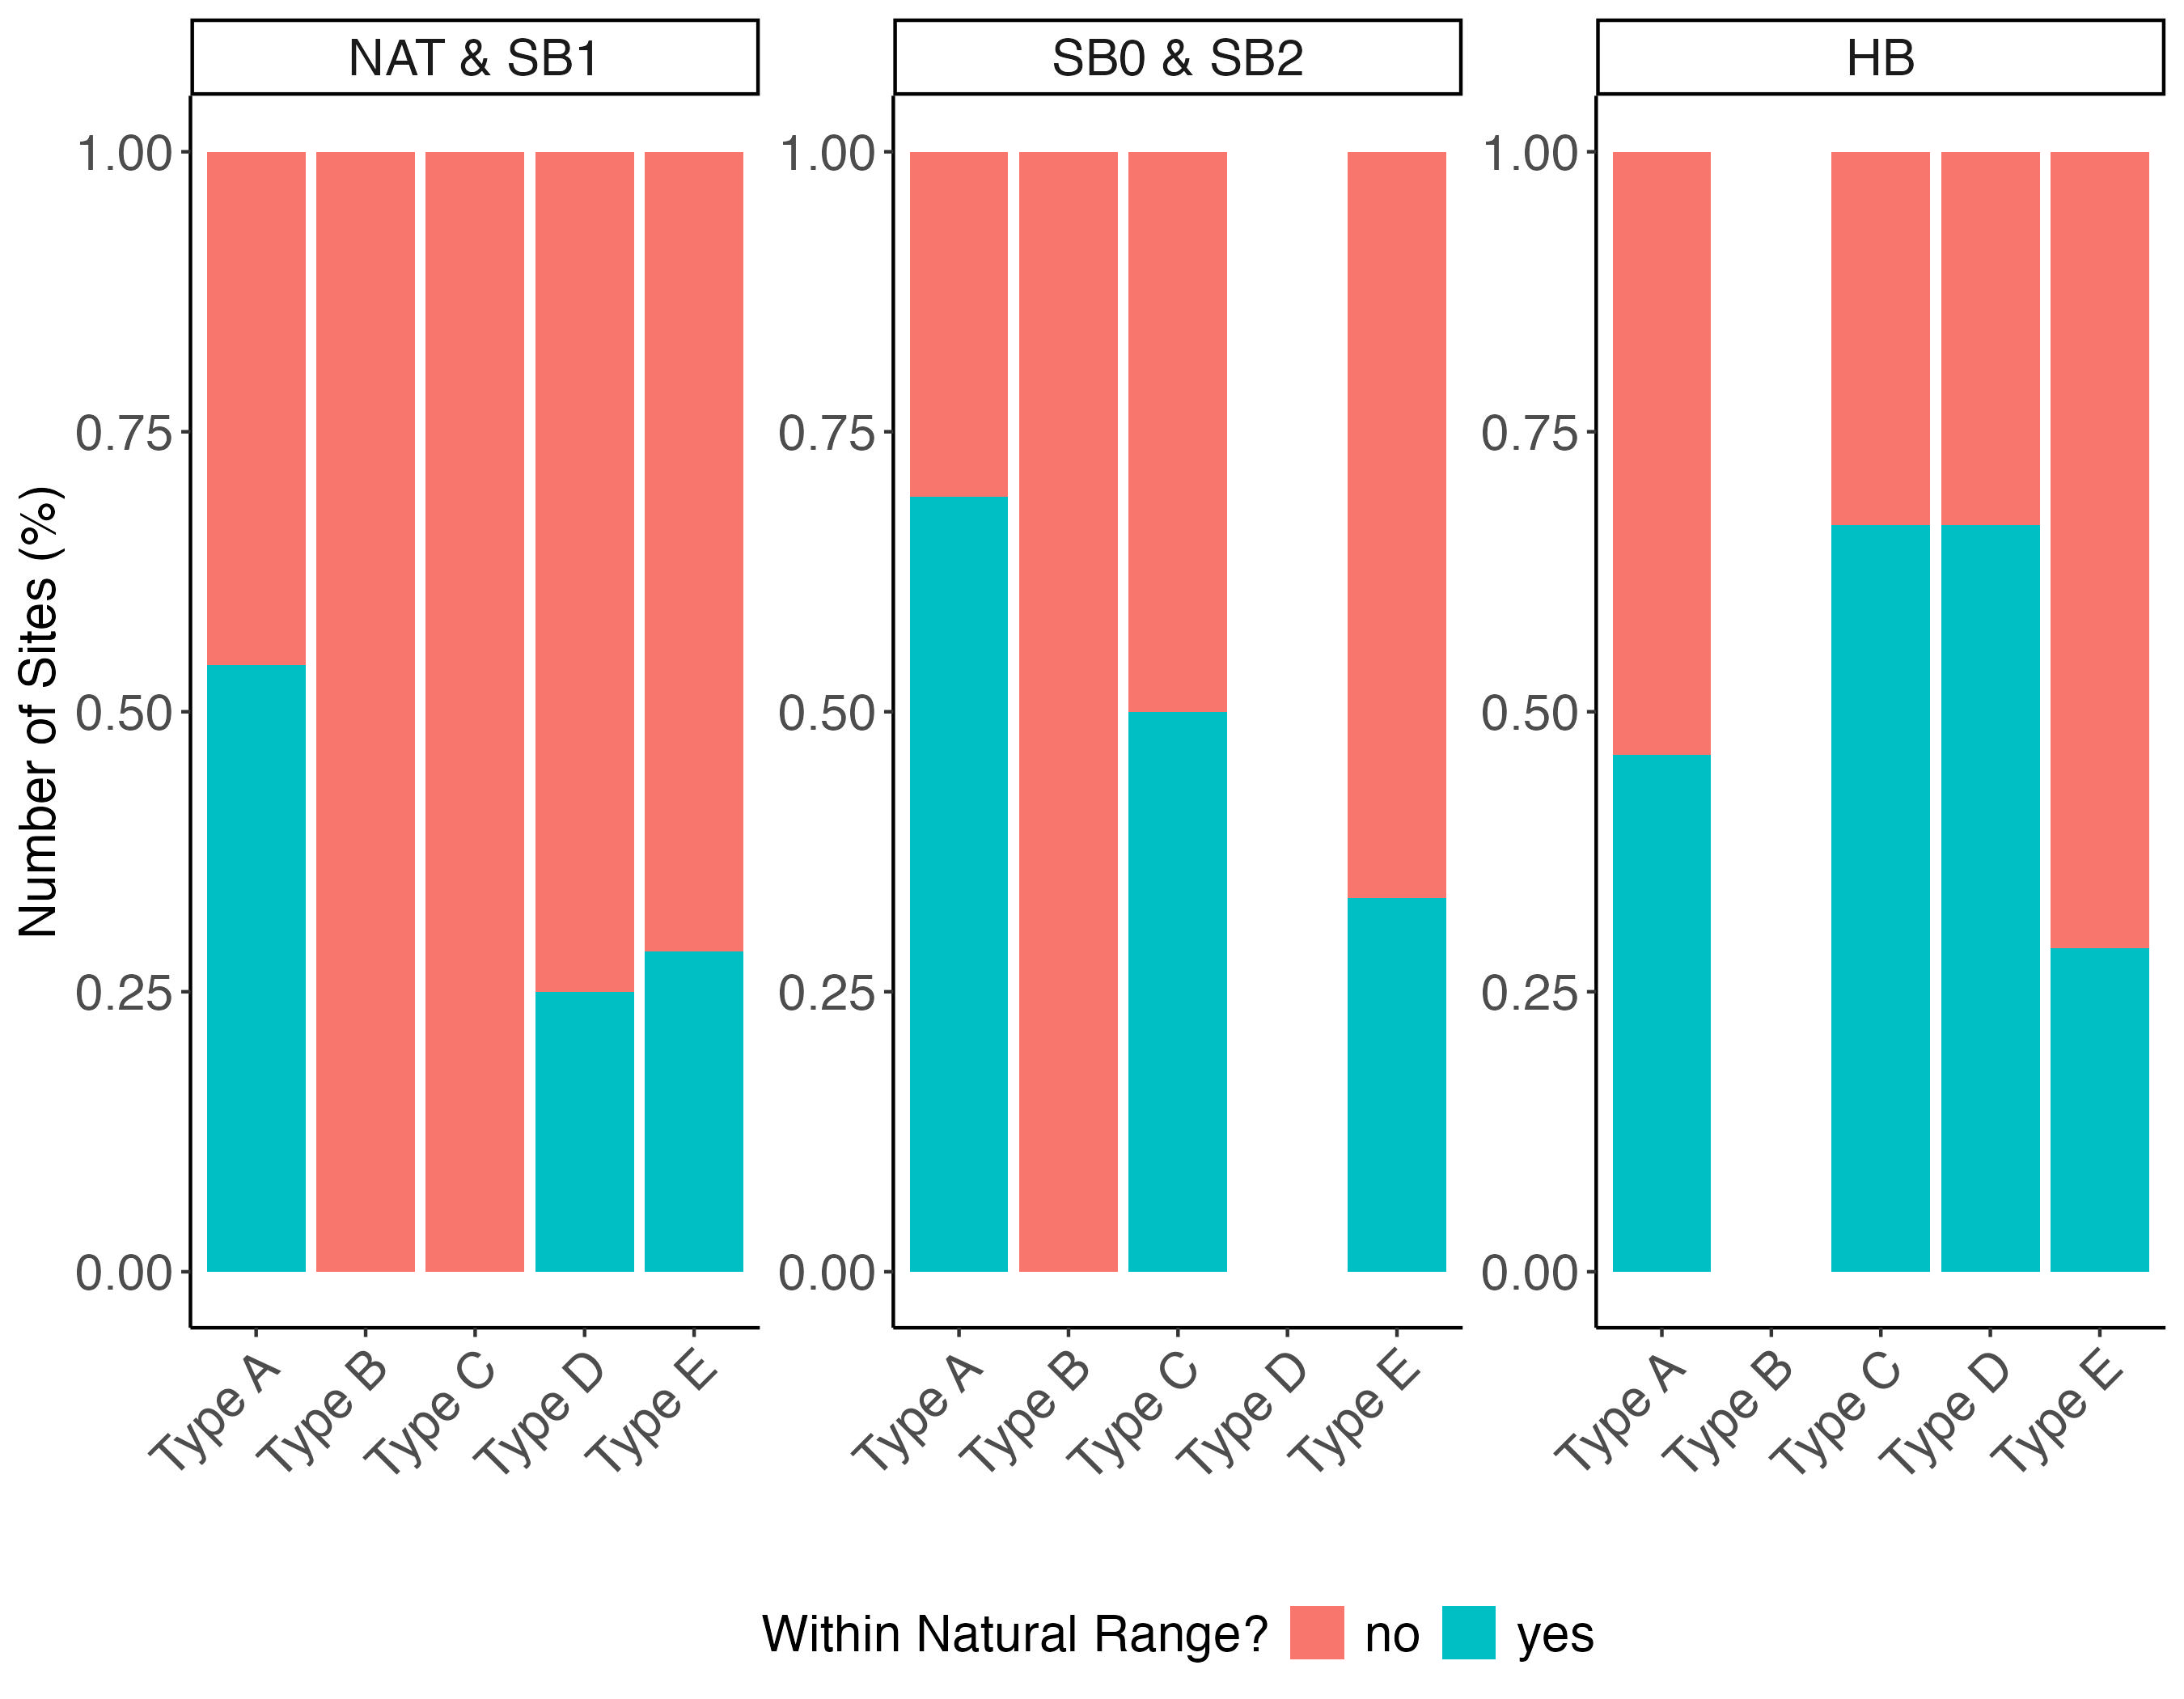 NAT & SB1
SB0 & SB2
HB
Number of Sites (%)
1.00
0.75
0.50
0.25
0.00
1.00
0.75
0.50
0.25
0.00
1.00
0.75
0.50
0.25
0.00
Type A
Type B
Type C
Type D
Type E
Type A
Type B
Type C
Type D
Type E
Type A
Type B
Type C
Type D
Type E
Within Natural Range? no yes